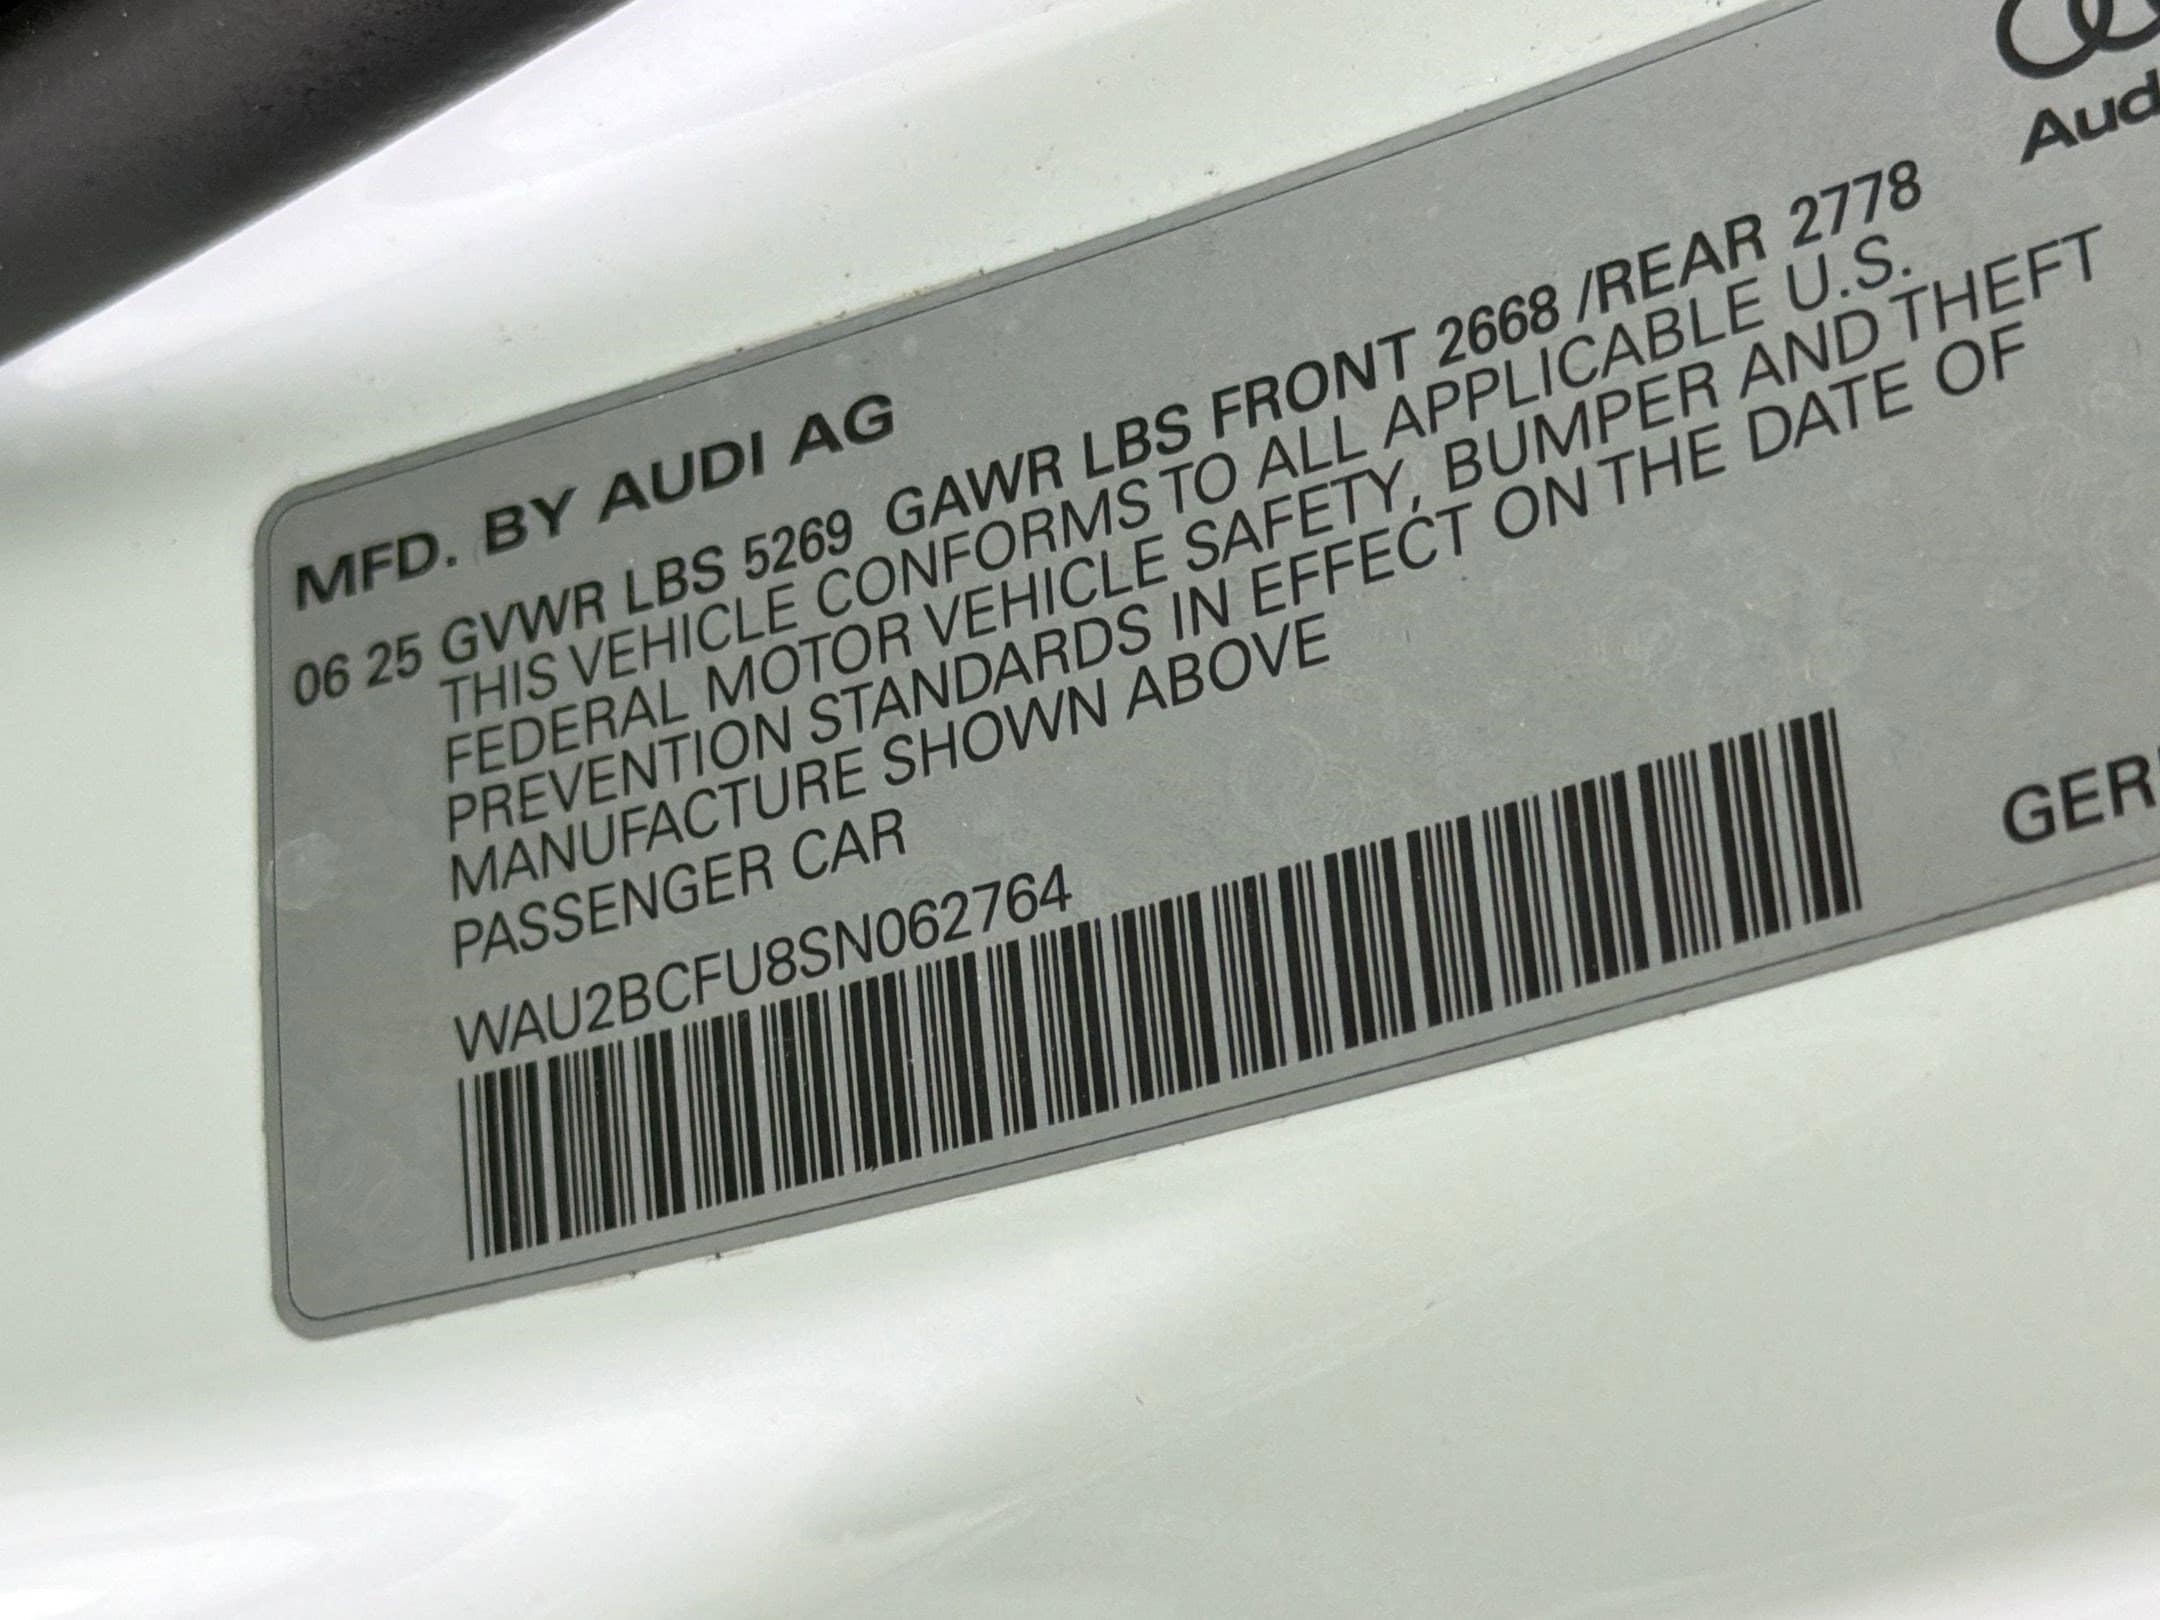 Aud
MFD. BY AUDI AG
06 25 GVWR LBS 5269 GAWR LBS FRONT 2668 /REAR 2778
THIS VEHICLE CONFORMS TO ALL APPLICABLE U.S.
FEDERAL MOTOR VEHICLE SAFETY, BUMPER AND THEFT
PREVENTION STANDARDS IN EFFECT ON THE DATE OF
MANUFACTURE SHOWN ABOVE
PASSENGER CAR
WAU2BCFU8SN062764
GER